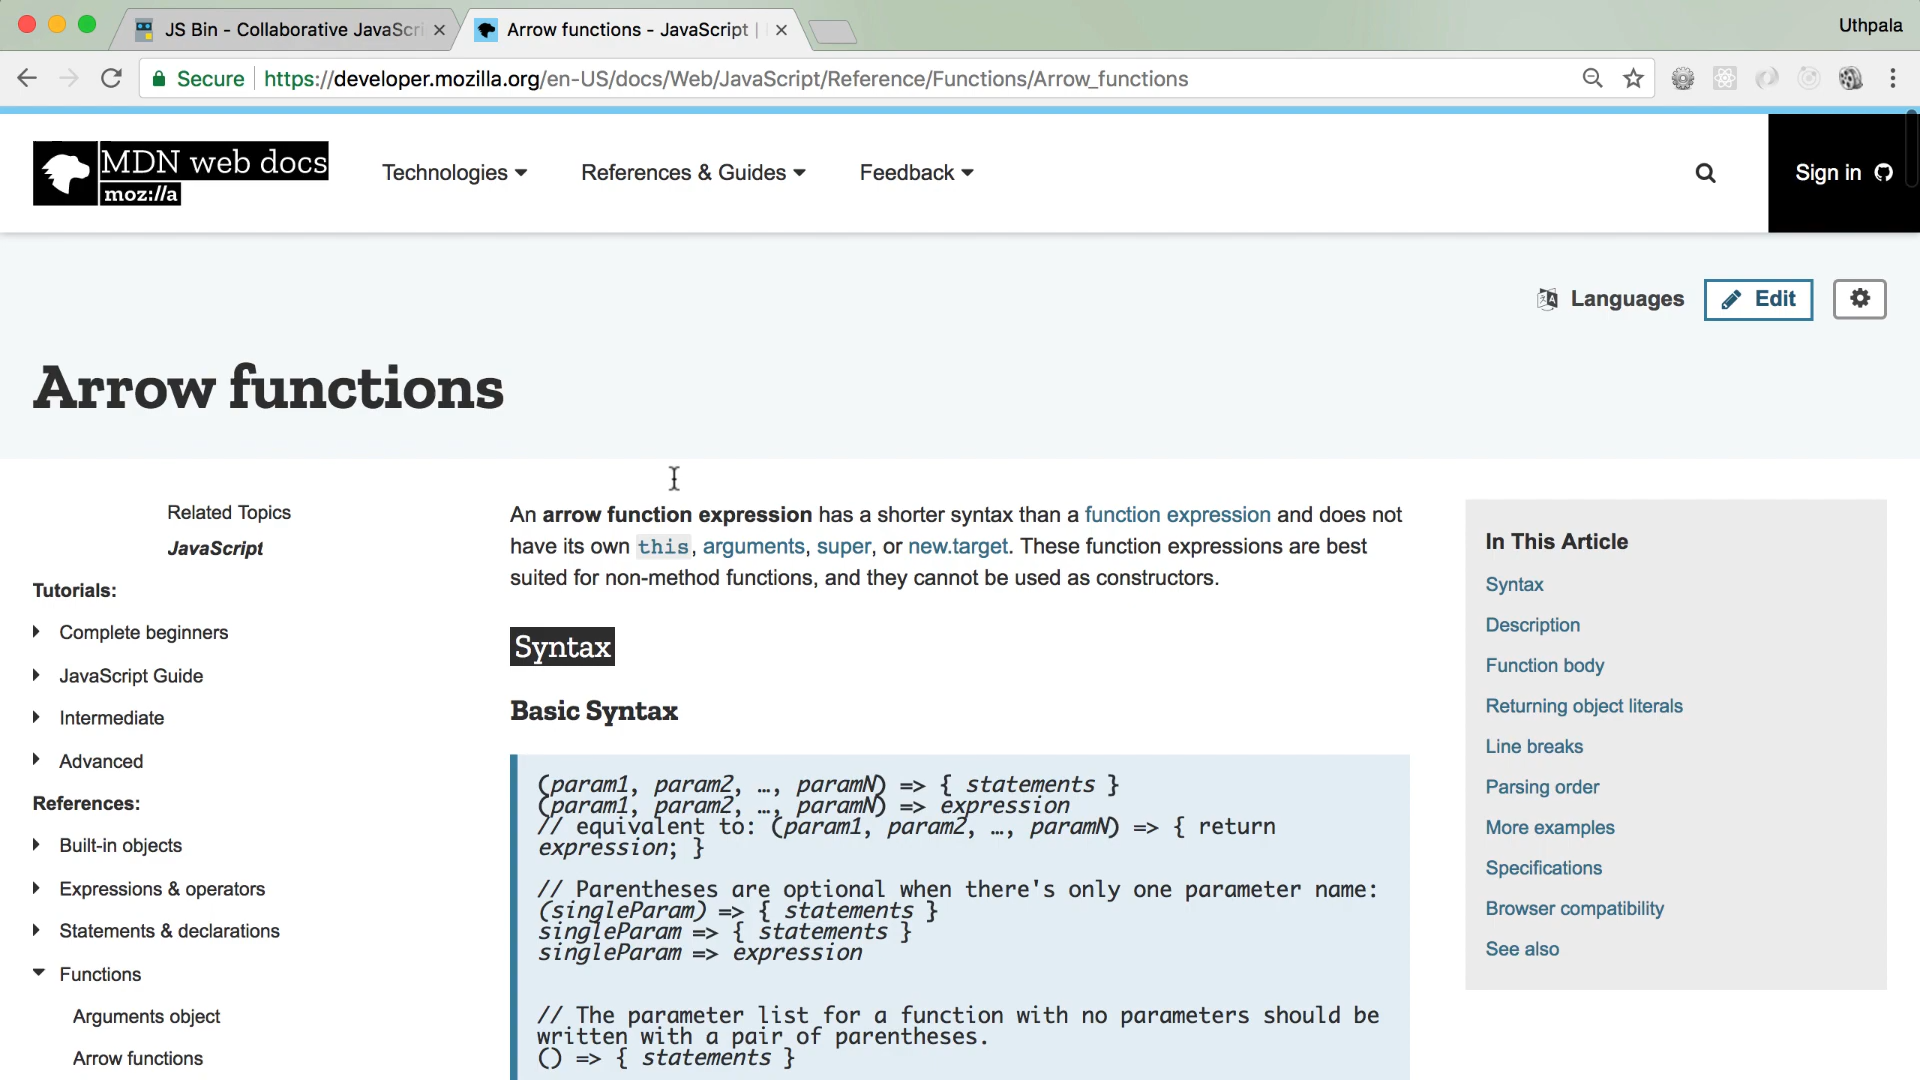 JS Bin - Collaborative JavaScri
Arrow functions - JavaScript |
Uthpala
Secure
https://developer.mozilla.org/en-US/docs/Web/JavaScript/Reference/Functions/Arrow_functions
MDN web docs
moz://a
Technologies
References & Guides
Feedback
Sign in
Languages
Edit
Arrow functions
Related Topics
JavaScript
Tutorials:
Complete beginners
JavaScript Guide
Intermediate
Advanced
References:
Built-in objects
Expressions & operators
Statements & declarations
Functions
Arguments object
Arrow functions
An arrow function expression has a shorter syntax than a function expression and does not
have its own this, arguments, super, or new.target. These function expressions are best
suited for non-method functions, and they cannot be used as constructors.
Syntax
Basic Syntax
(param1, param2, …, paramN) => { statements }
(param1, param2, …, paramN) => expression
// equivalent to: (param1, param2, …, paramN) => { return
expression; }
// Parentheses are optional when there's only one parameter name:
(singleParam) => { statements }
singleParam => { statements }
singleParam => expression
// The parameter list for a function with no parameters should be
written with a pair of parentheses.
() => { statements }
In This Article
Syntax
Description
Function body
Returning object literals
Line breaks
Parsing order
More examples
Specifications
Browser compatibility
See also